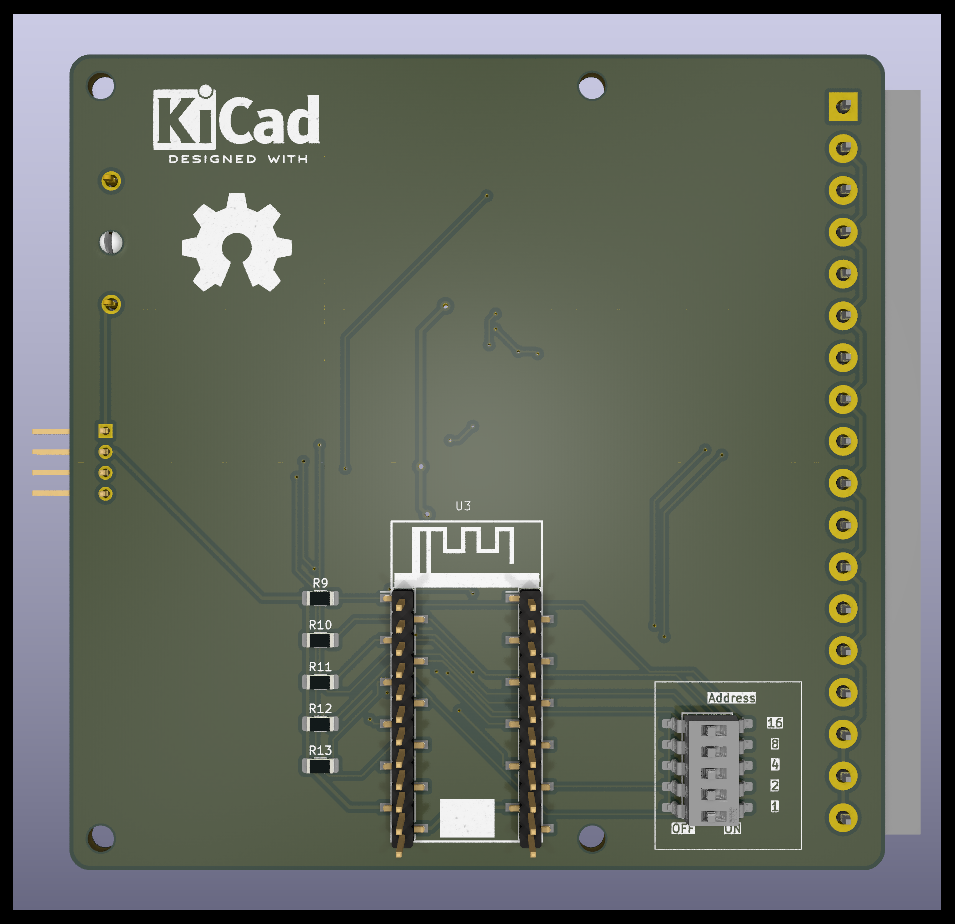 KiCad
DESIGNED WITH
U3
R9
R10
R11
R12
R13
Address
16
8
4
2
1
OFF ON